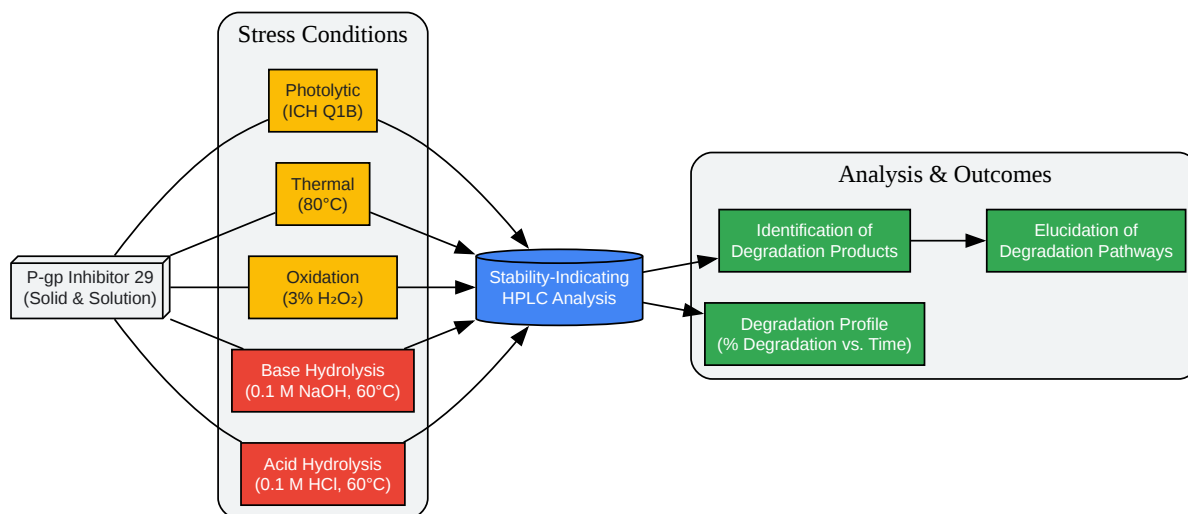 Stress Conditions
Photolytic
(ICH Q1B)
Thermal
(80°C)
P-gp Inhibitor 29
(Solid & Solution)
Oxidation
(3% H₂O₂)
Base Hydrolysis
(0.1 M NaOH, 60°C)
Acid Hydrolysis
(0.1 M HCl, 60°C)
Stability-Indicating
HPLC Analysis
Analysis & Outcomes
Identification of
Degradation Products
Elucidation of
Degradation Pathways
Degradation Profile
(% Degradation vs. Time)